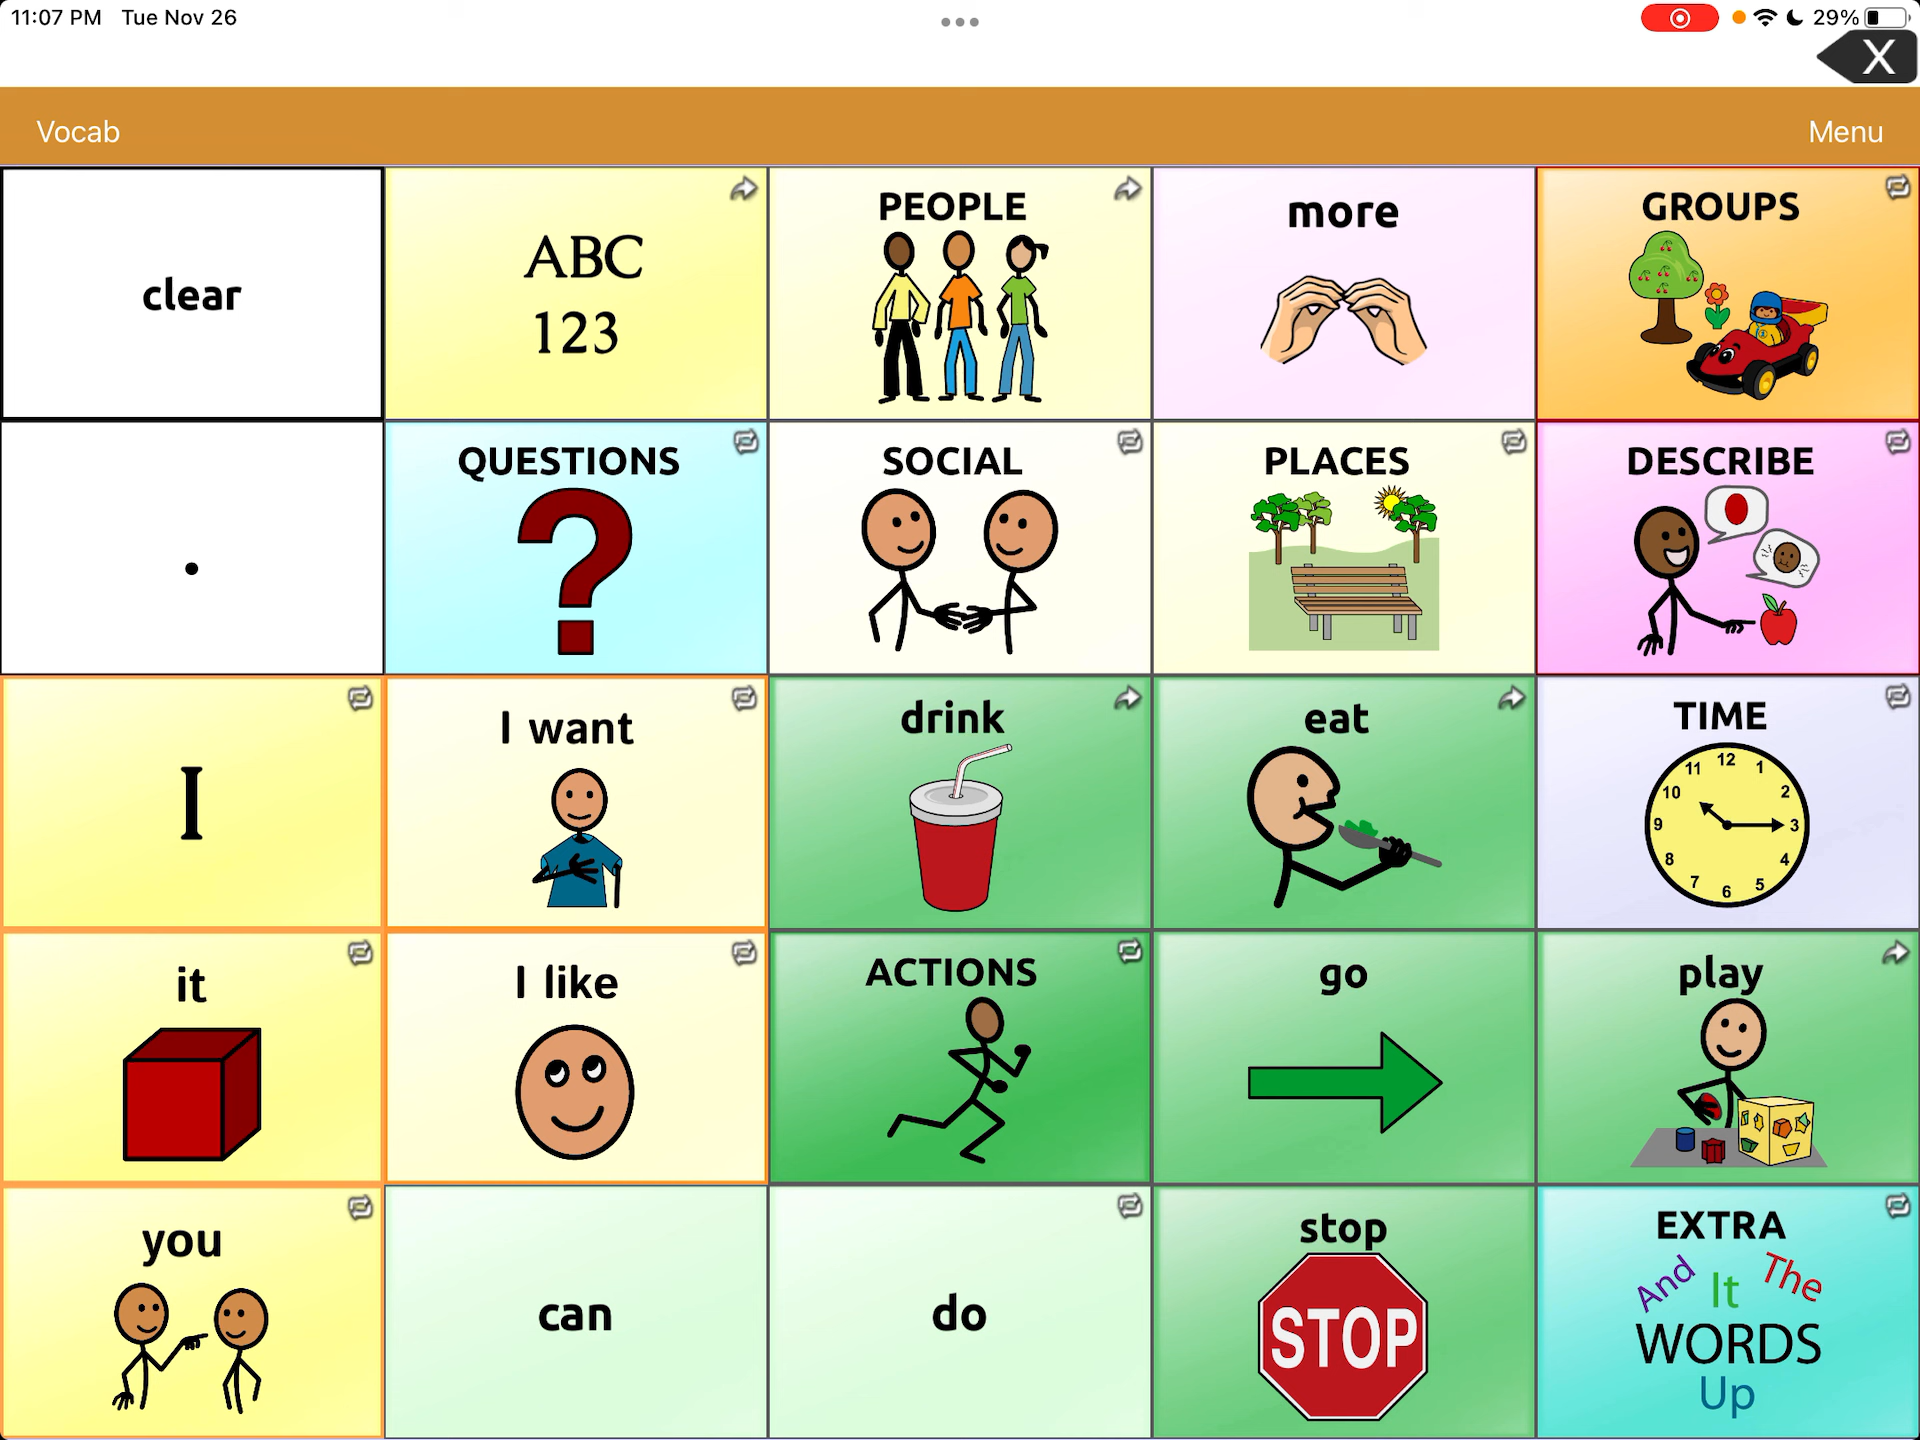 11:07 PM Tue Nov 26
29%
X
Vocab
Menu
clear
ABC
123
PEOPLE
more
GROUPS
.
QUESTIONS
?
SOCIAL
PLACES
DESCRIBE
I
I want
drink
eat
TIME
12
1
2
3
4
5
6
7
8
9
10
11
it
I like
ACTIONS
go
play
you
can
do
stop
STOP
EXTRA
And It The
WORDS
Up